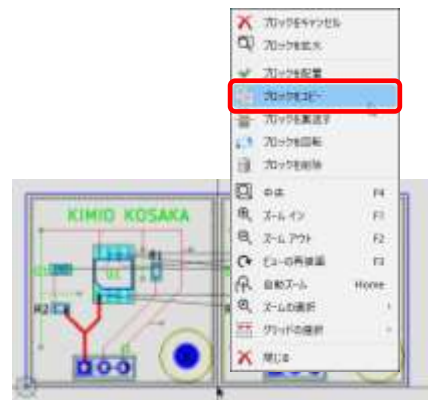 ブロックをキャンセル
ブロック拡大
ブロックを配置
ブロックをコピー
ブロックを裏返す
ブロックを回転
ブロックを削除
中心 F4
ズーム イン F1
ズーム アウト F2
ビューの再描画 F3
自動ズーム Home
ズームの選択
グリッドの選択
閉じる
KIMIO KOSAKA
R1
U1
R2